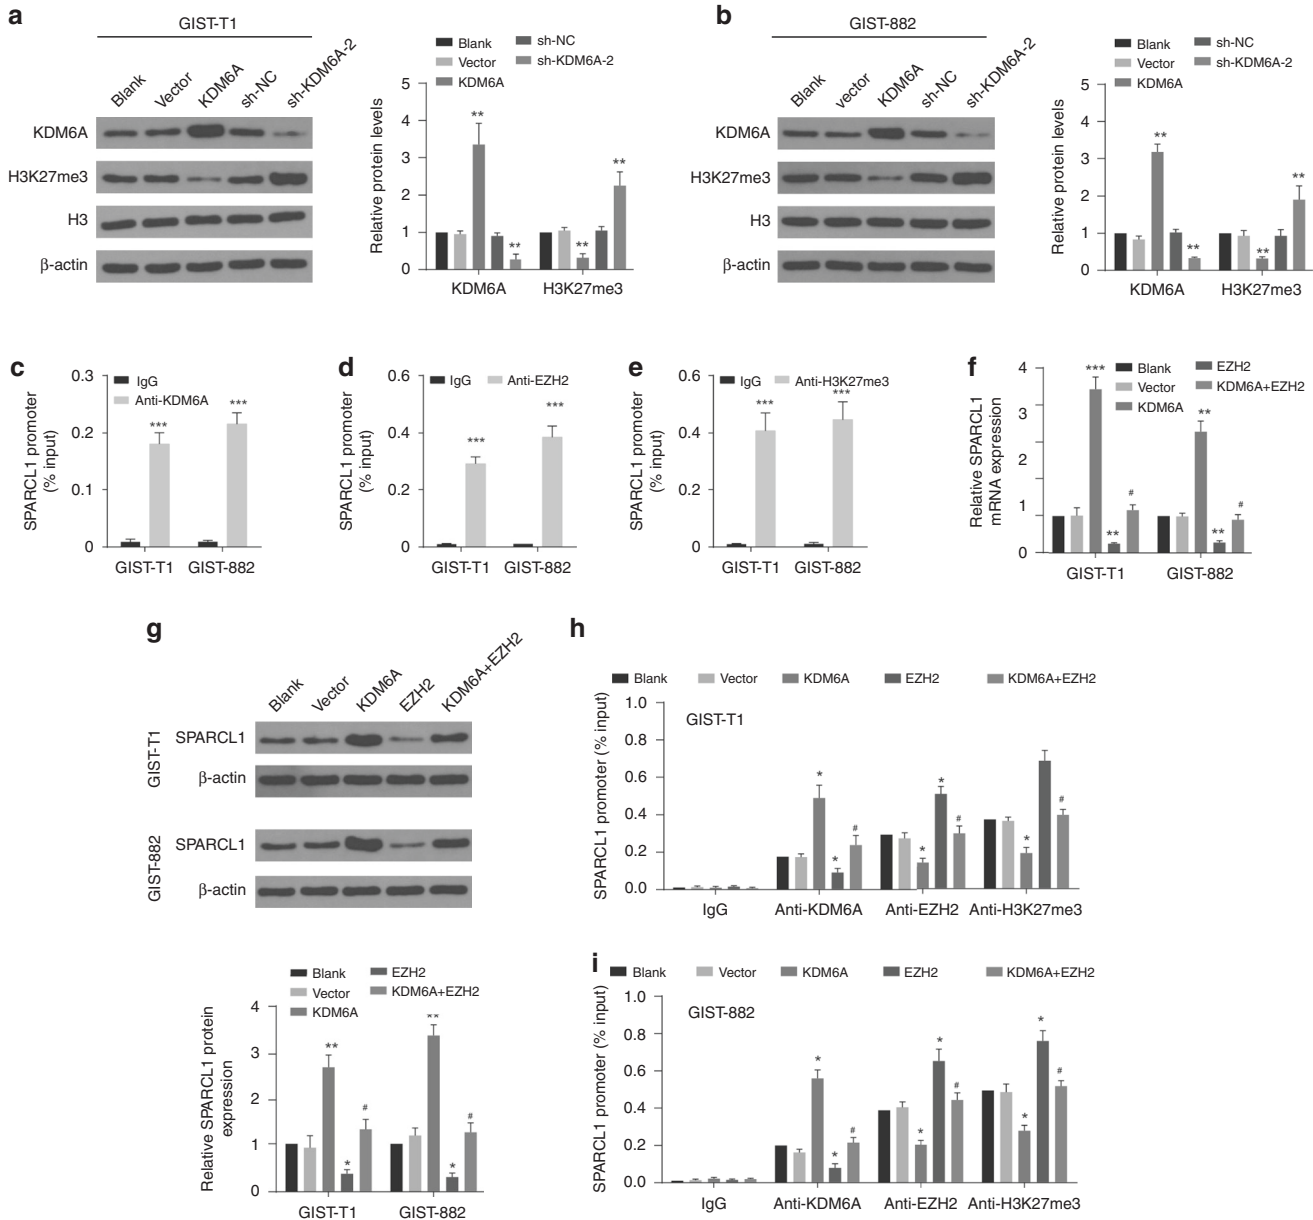 a
GIST-T1
Blank
Vector
KDM6A
sh-NC
sh-KDM6A-2
KDM6A
H3K27me3
H3
β-actin
Blank
Vector
KDM6A
sh-NC
sh-KDM6A-2
Relative protein levels
5
4
3
2
1
0
**
**
**
**
KDM6A
H3K27me3
b
GIST-882
Blank
vector
KDM6A
sh-NC
sh-KDM6A-2
KDM6A
H3K27me3
H3
β-actin
Blank
Vector
KDM6A
sh-NC
sh-KDM6A-2
Relative protein levels
5
4
3
2
1
0
**
**
**
**
KDM6A
H3K27me3
c
SPARCL1 promoter
(% input)
0.3
0.2
0.1
0
IgG
Anti-KDM6A
***
***
GIST-T1
GIST-882
d
SPARCL1 promoter
(% input)
0.6
0.4
0.2
0
IgG
Anti-EZH2
***
***
GIST-T1
GIST-882
e
SPARCL1 promoter
(% input)
0.6
0.4
0.2
0
IgG
Anti-H3K27me3
***
***
GIST-T1
GIST-882
f
Relative SPARCL1
mRNA expression
4
3
2
1
0
Blank
Vector
KDM6A
EZH2
KDM6A+EZH2
***
**
#
**
**
#
GIST-T1
GIST-882
g
Blank
Vector
KDM6A
EZH2
KDM6A+EZH2
GIST-T1
SPARCL1
β-actin
GIST-882
SPARCL1
β-actin
Blank
Vector
KDM6A
EZH2
KDM6A+EZH2
Relative SPARCL1 protein
expression
4
3
2
1
0
**
*
#
**
*
#
GIST-T1
GIST-882
h
Blank
Vector
KDM6A
EZH2
KDM6A+EZH2
GIST-T1
SPARCL1 promoter (% input)
1.0
0.8
0.6
0.4
0.2
0.0
*
*
#
*
*
#
*
#
IgG
Anti-KDM6A
Anti-EZH2
Anti-H3K27me3
i
Blank
Vector
KDM6A
EZH2
KDM6A+EZH2
GIST-882
SPARCL1 promoter (% input)
1.0
0.8
0.6
0.4
0.2
0.0
*
*
#
*
*
#
*
*
#
IgG
Anti-KDM6A
Anti-EZH2
Anti-H3K27me3